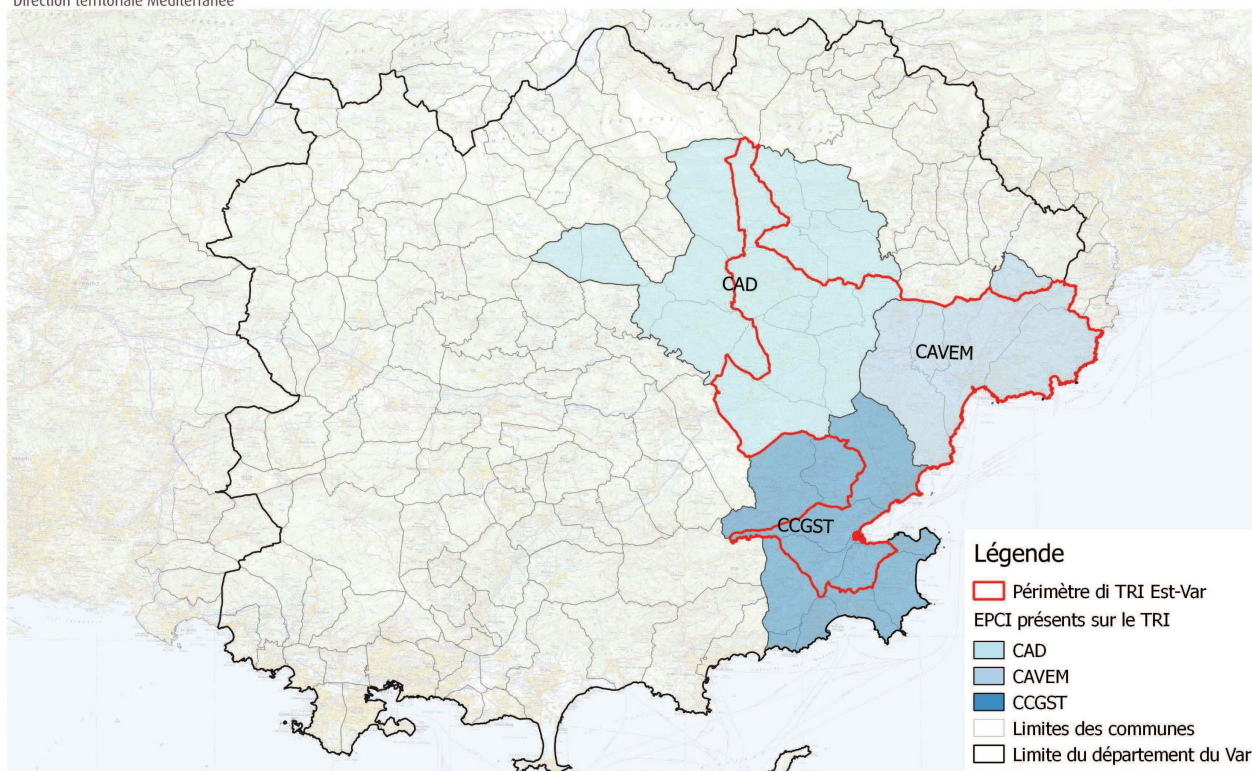 Direction territoriale Méditerranée
CAD
CAVEM
CCGST
Légende
Périmètre di TRI Est-Var
EPCI présents sur le TRI
CAD
CAVEM
CCGST
Limites des communes
Limite du département du Var